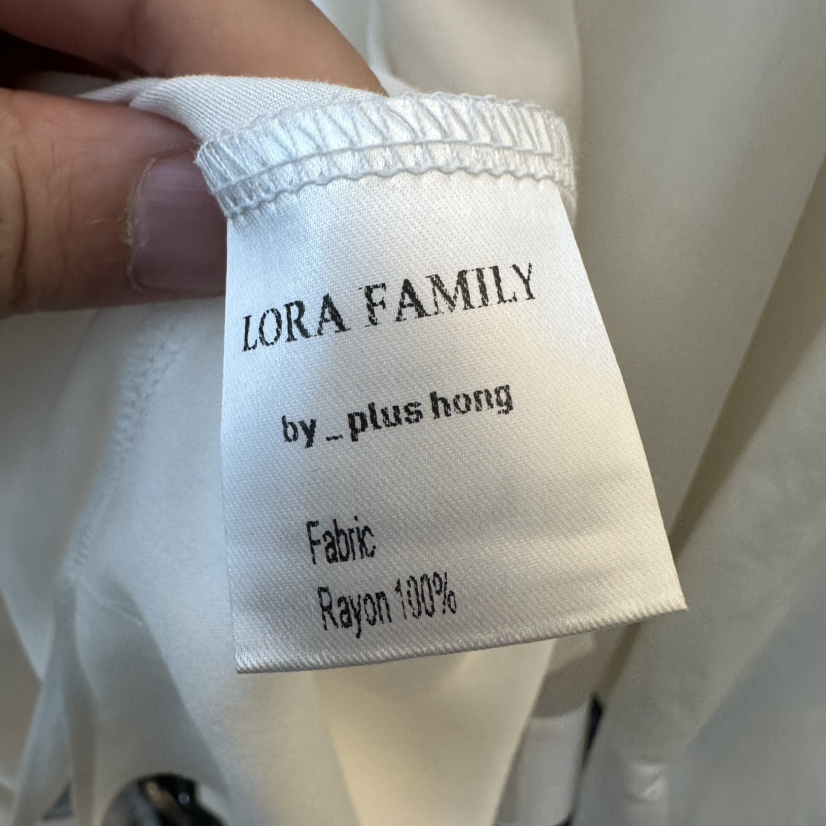 LORA FAMILY
by_plus hong
Fabric
Rayon 100%